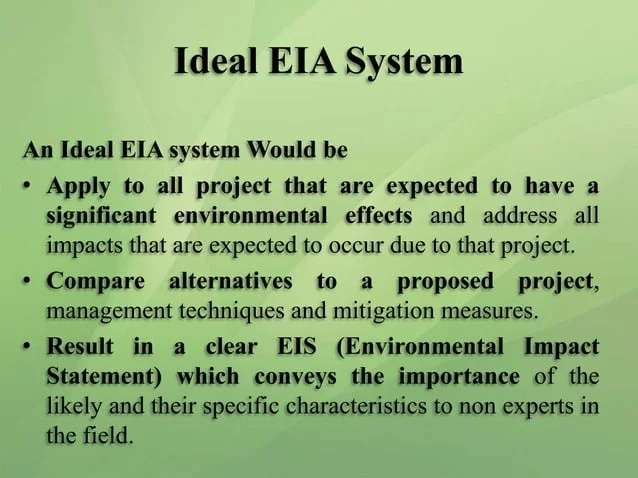 Ideal EIA System
An Ideal EIA system Would be
• Apply to all project that are expected to have a
significant environmental effects and address all
impacts that are expected to occur due to that project.
• Compare alternatives to a proposed project,
management techniques and mitigation measures.
• Result in a clear EIS (Environmental Impact
Statement) which conveys the importance of the
likely and their specific characteristics to non experts in
the field.